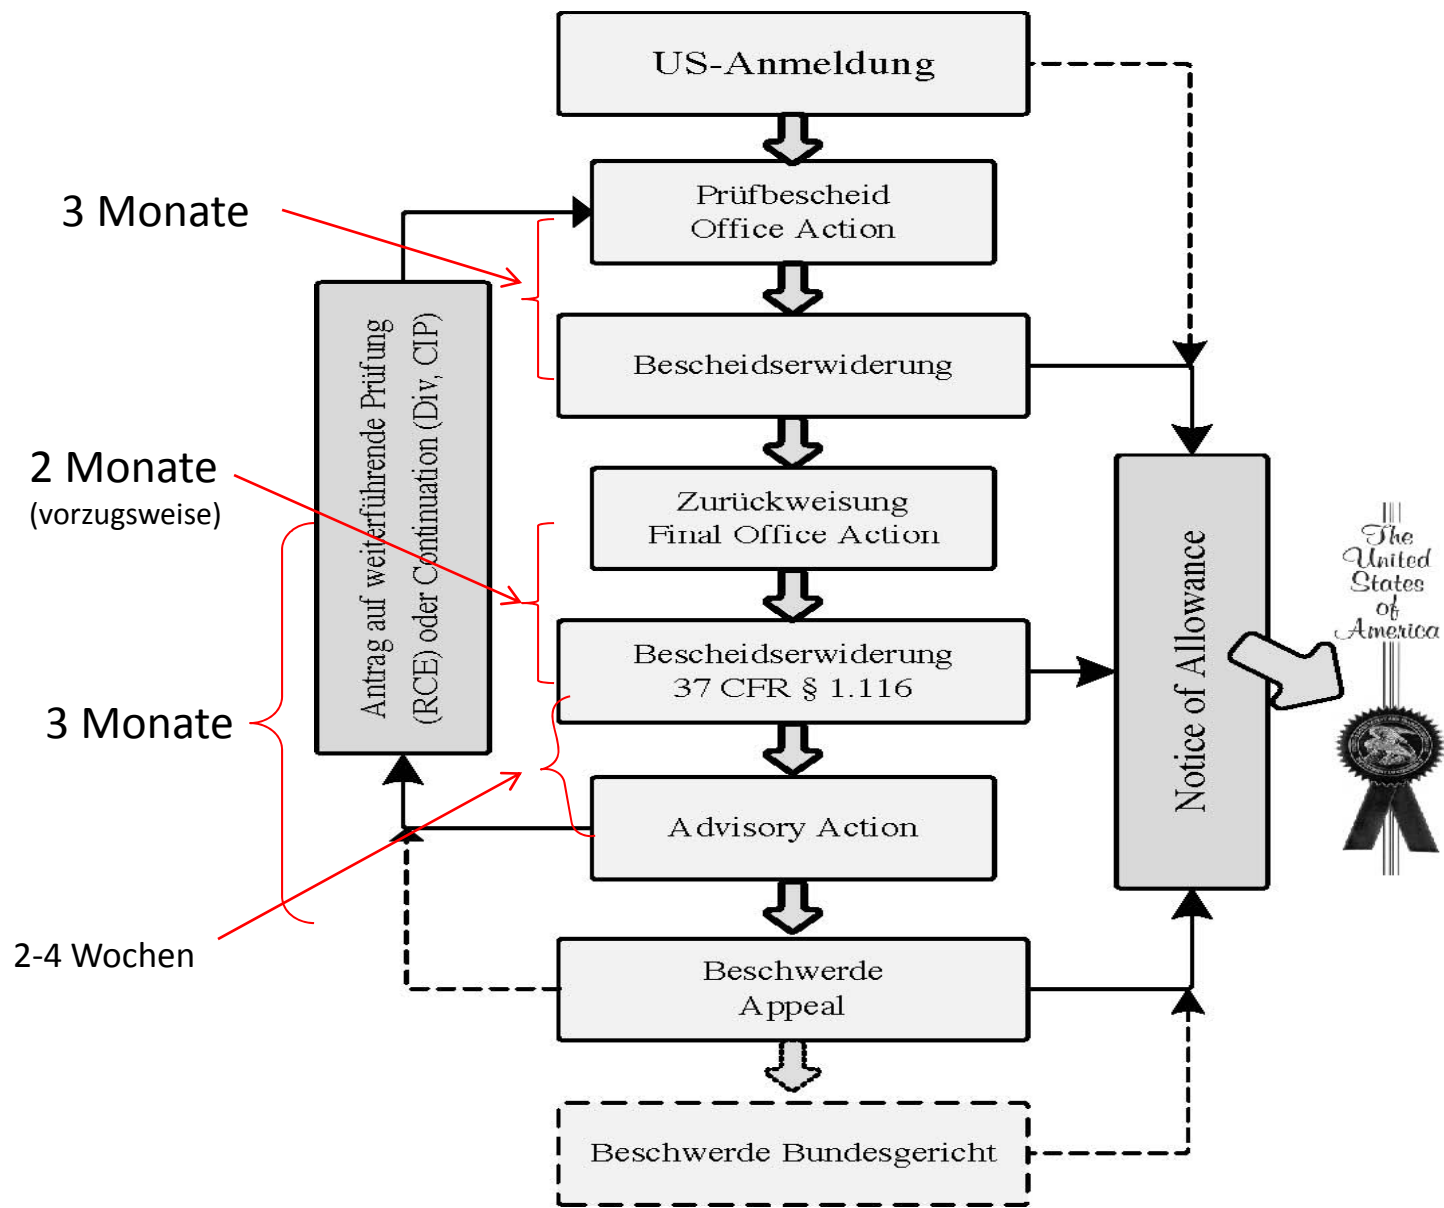 US-Anmeldung
3 Monate
Prüfbescheid
Office Action
Antrag auf weiterführende Prüfung
(RCE) oder Continuation (Div, CIP)
Bescheidserwiderung
2 Monate
(vorzugsweise)
Zurückweisung
Final Office Action
Bescheidserwiderung
37 CFR § 1.116
3 Monate
Advisory Action
2-4 Wochen
Beschwerde
Appeal
Beschwerde Bundesgericht
Notice of Allowance
The
United
States
of
America